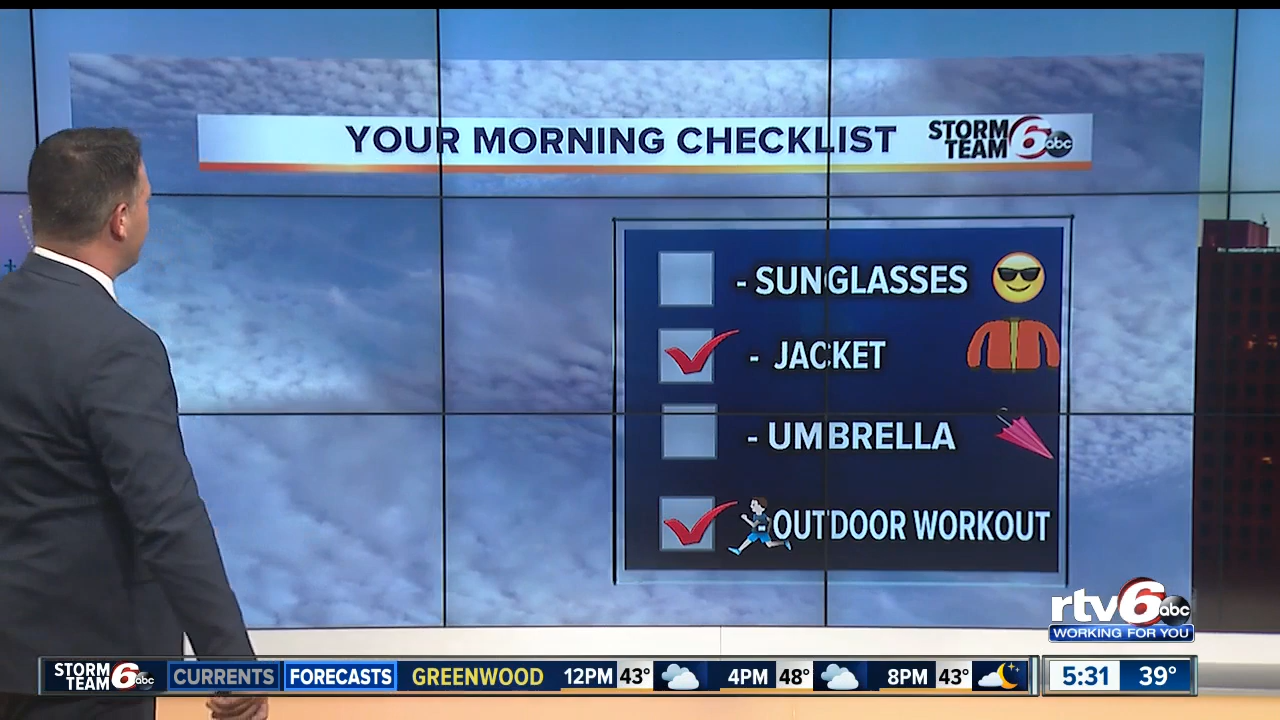 YOUR MORNING CHECKLIST
STORM TEAM 6 abc
- SUNGLASSES
- JACKET
- UMBRELLA
OUTDOOR WORKOUT
rtv6 abc
WORKING FOR YOU
STORM TEAM 6 abc CURRENTS FORECASTS GREENWOOD 12PM 43° 4PM 48° 8PM 43° 5:31 39°